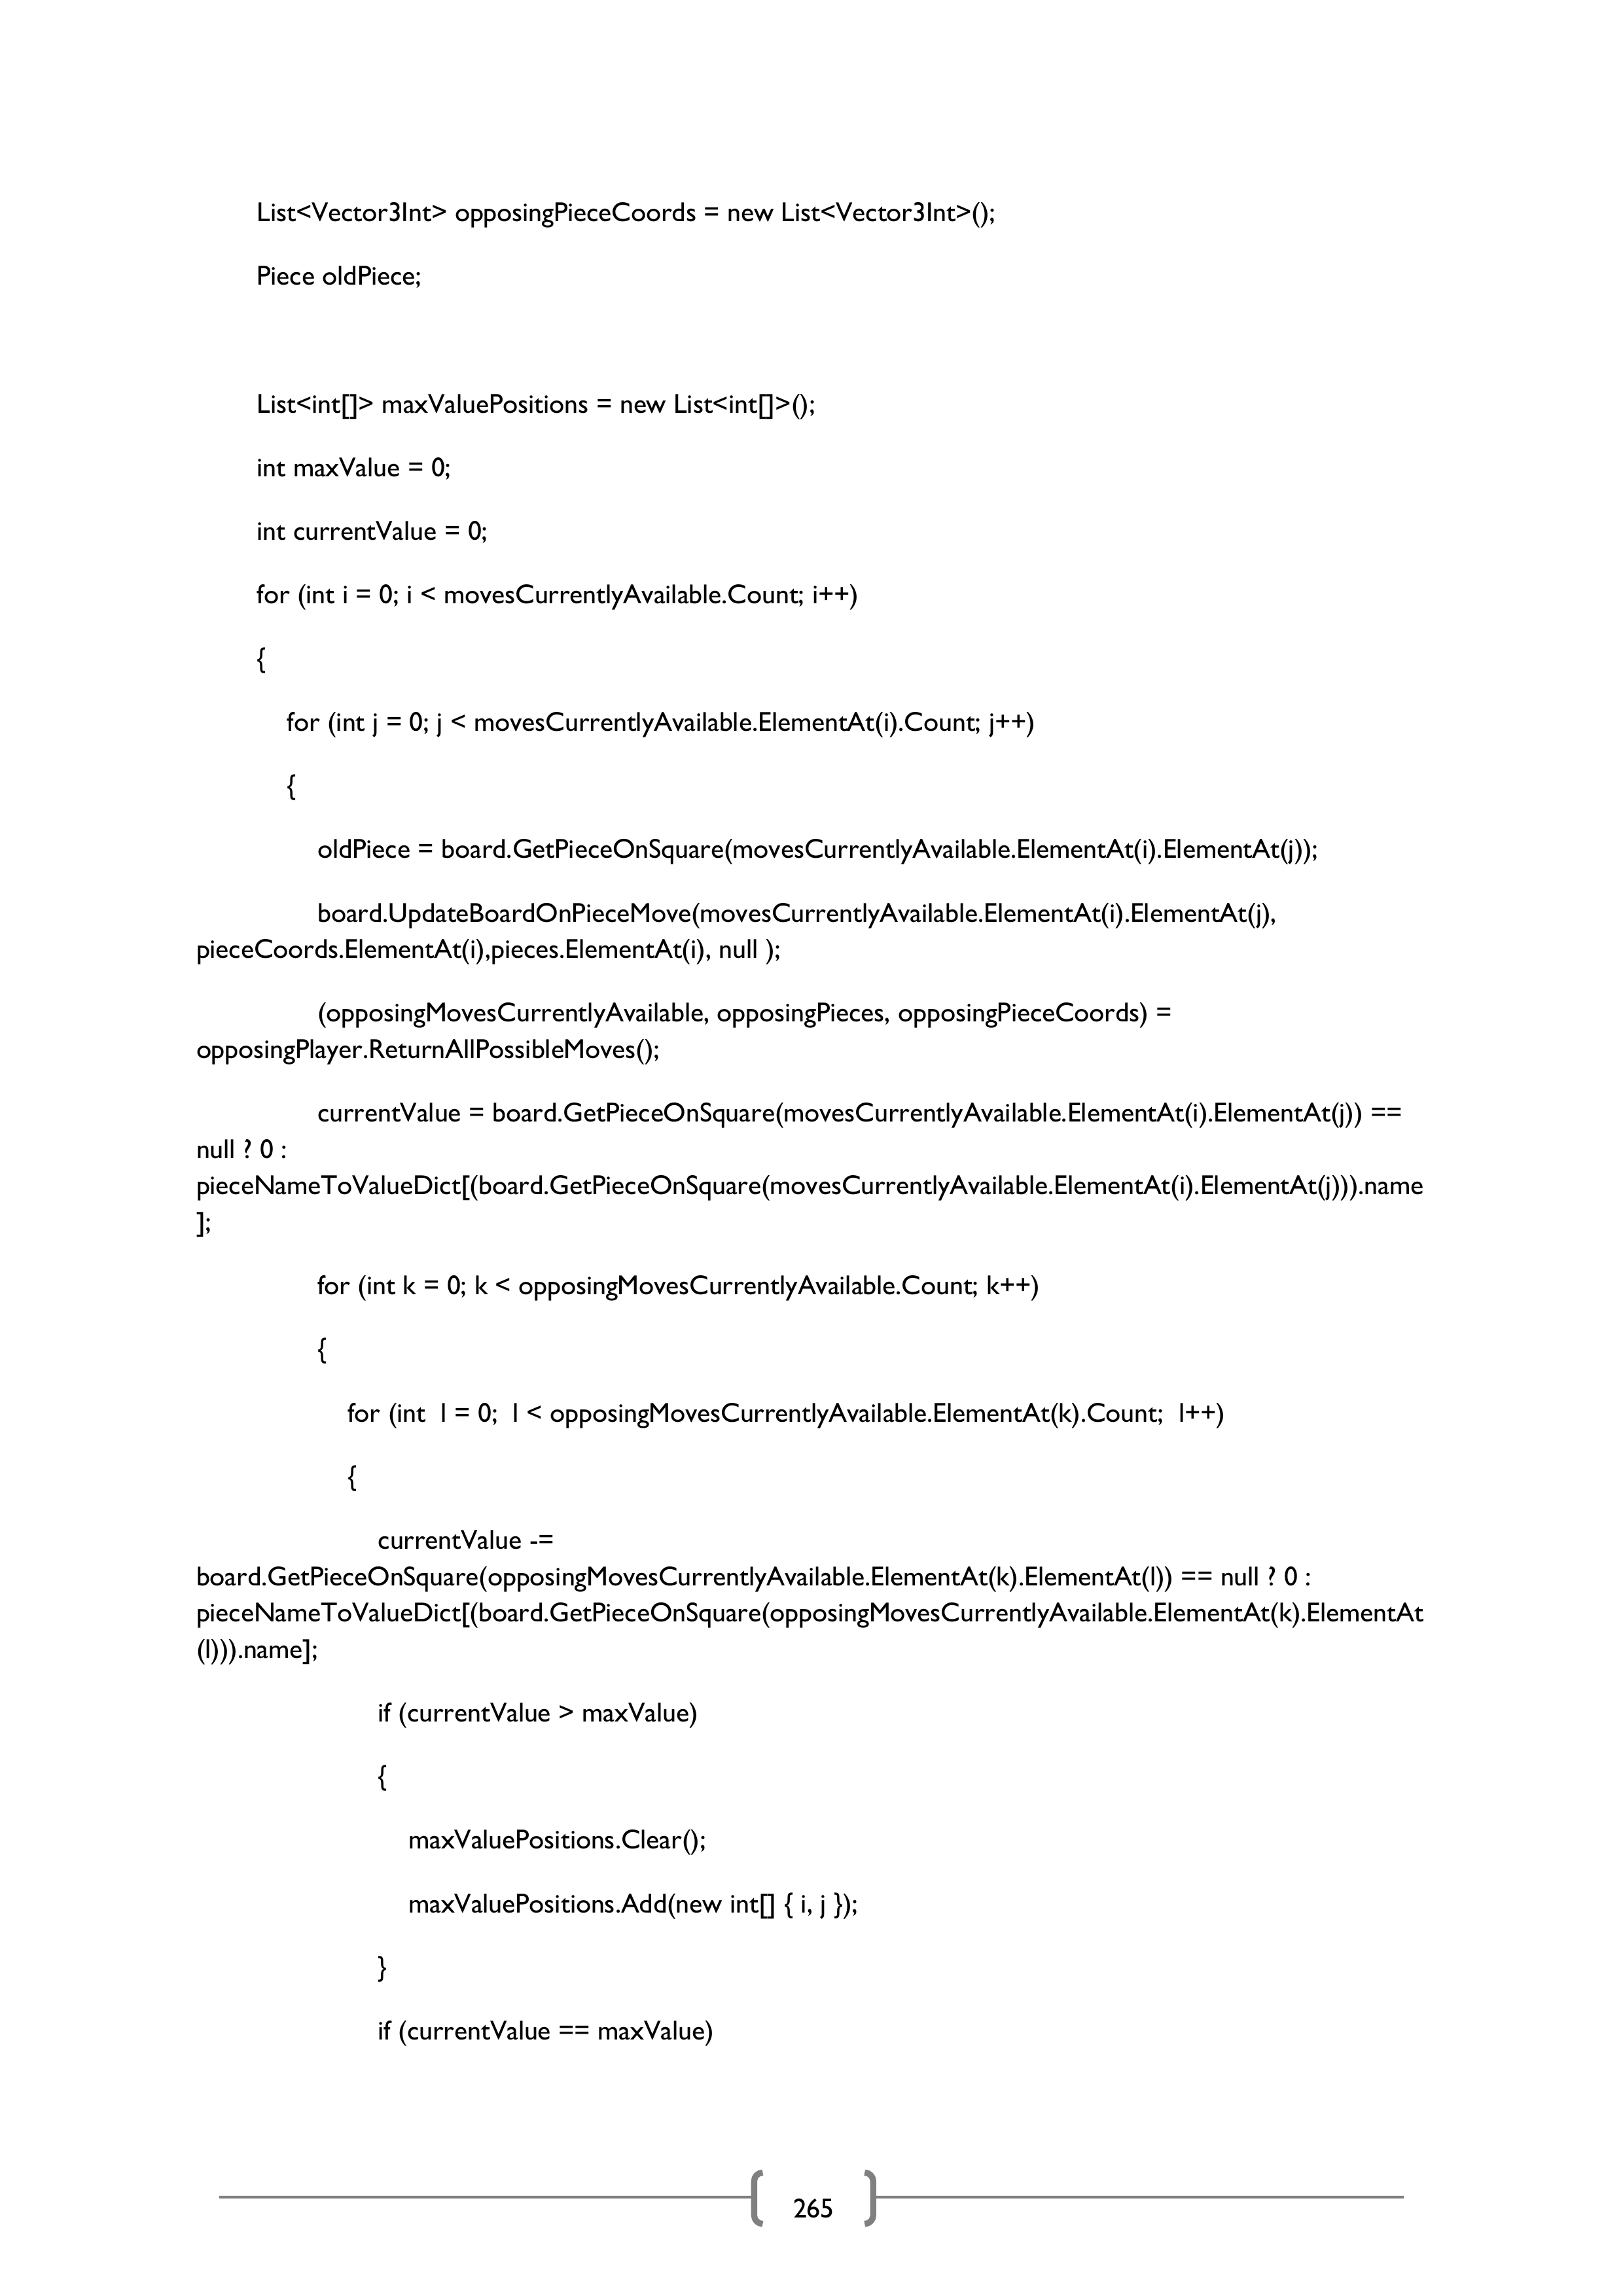 List<Vector3Int> opposingPieceCoords = new List<Vector3Int>();
Piece oldPiece;
List<int[]> maxValuePositions = new List<int[]>();
int maxValue = 0;
int currentValue = 0;
for (int i = 0; i < movesCurrentlyAvailable.Count; i++)
{
for (int j = 0; j < movesCurrentlyAvailable.ElementAt(i).Count; j++)
{
oldPiece = board.GetPieceOnSquare(movesCurrentlyAvailable.ElementAt(i).ElementAt(j));
board.UpdateBoardOnPieceMove(movesCurrentlyAvailable.ElementAt(i).ElementAt(j),
pieceCoords.ElementAt(i),pieces.ElementAt(i), null );
(opposingMovesCurrentlyAvailable, opposingPieces, opposingPieceCoords) =
opposingPlayer.ReturnAllPossibleMoves();
currentValue = board.GetPieceOnSquare(movesCurrentlyAvailable.ElementAt(i).ElementAt(j)) ==
null ? 0 :
pieceNameToValueDict[(board.GetPieceOnSquare(movesCurrentlyAvailable.ElementAt(i).ElementAt(j))).name
];
for (int k = 0; k < opposingMovesCurrentlyAvailable.Count; k++)
{
for (int  l = 0;  l < opposingMovesCurrentlyAvailable.ElementAt(k).Count;  l++)
{
currentValue -=
board.GetPieceOnSquare(opposingMovesCurrentlyAvailable.ElementAt(k).ElementAt(l)) == null ? 0 :
pieceNameToValueDict[(board.GetPieceOnSquare(opposingMovesCurrentlyAvailable.ElementAt(k).ElementAt
(l))).name];
if (currentValue > maxValue)
{
maxValuePositions.Clear();
maxValuePositions.Add(new int[] { i, j });
}
if (currentValue == maxValue)
265